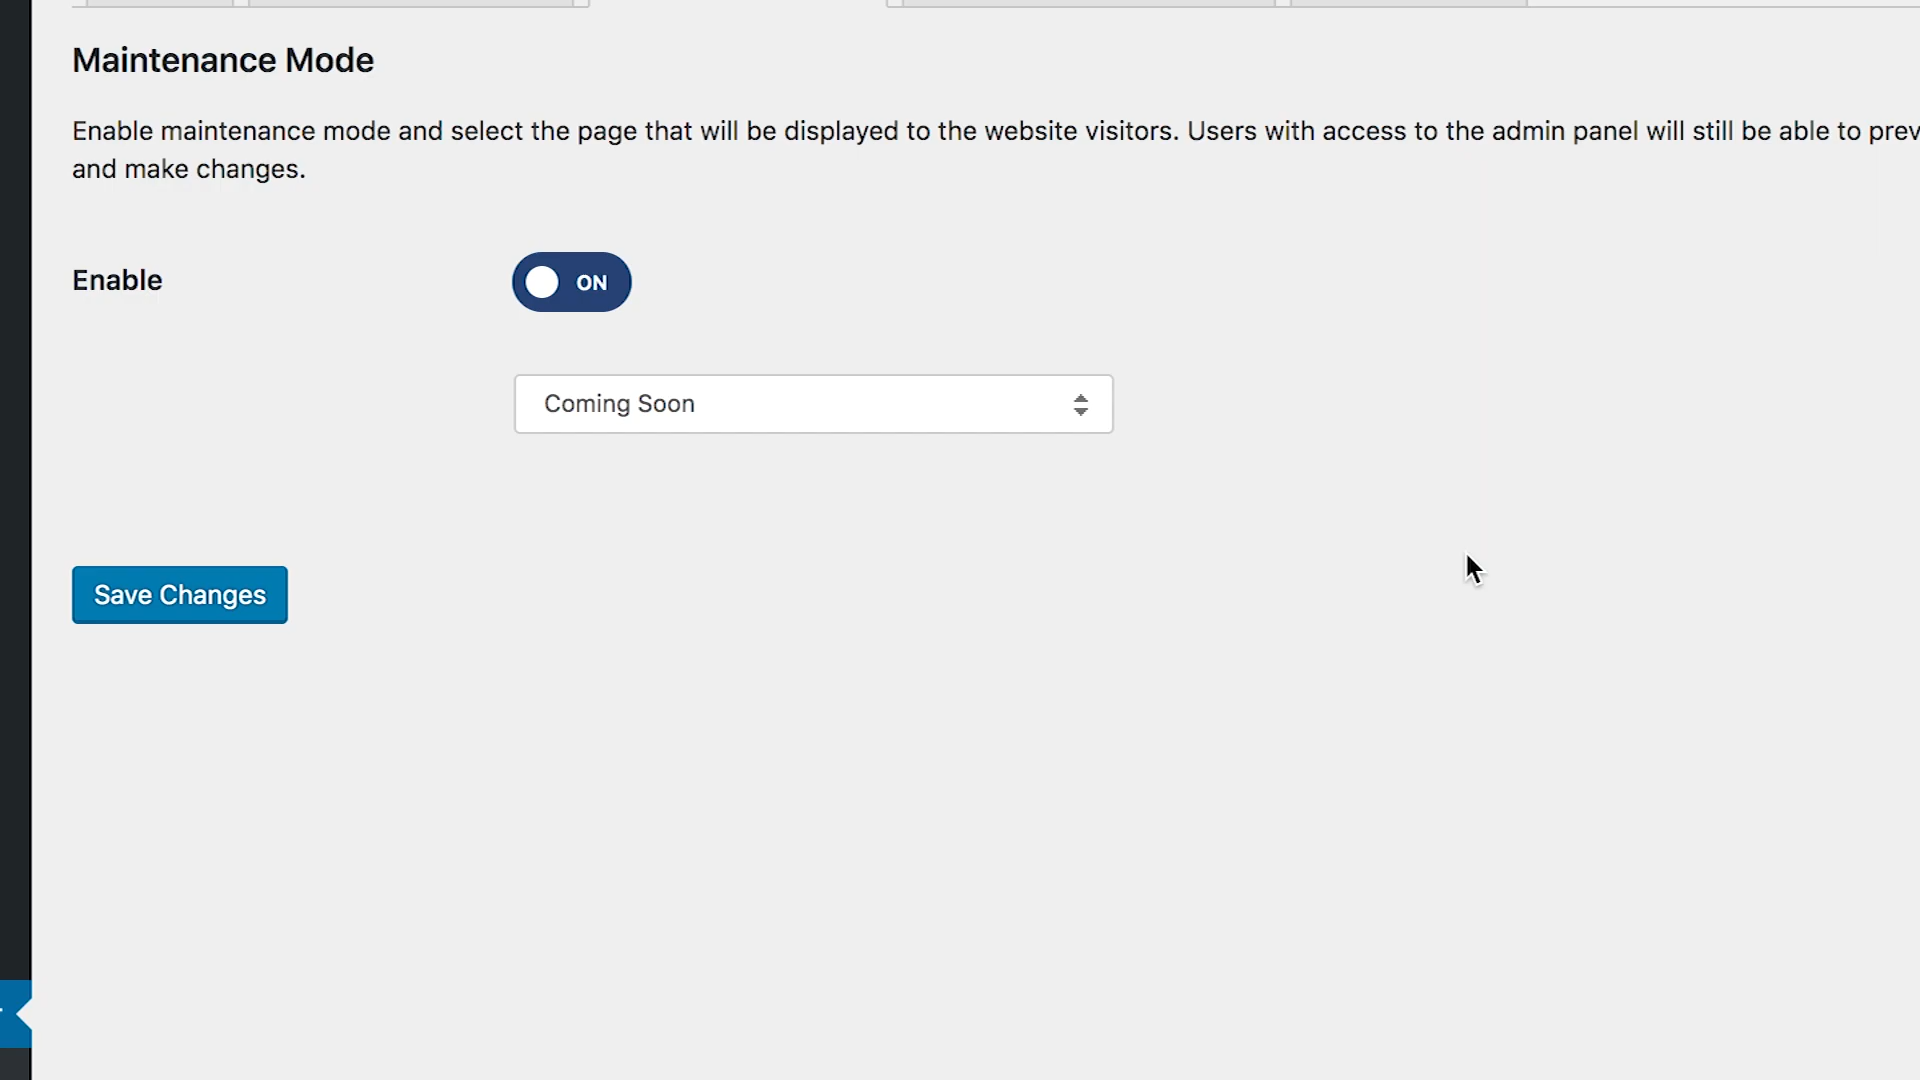 Maintenance Mode
Enable maintenance mode and select the page that will be displayed to the website visitors. Users with access to the admin panel will still be able to
and make changes.
Enable
ON
Coming Soon
Save Changes